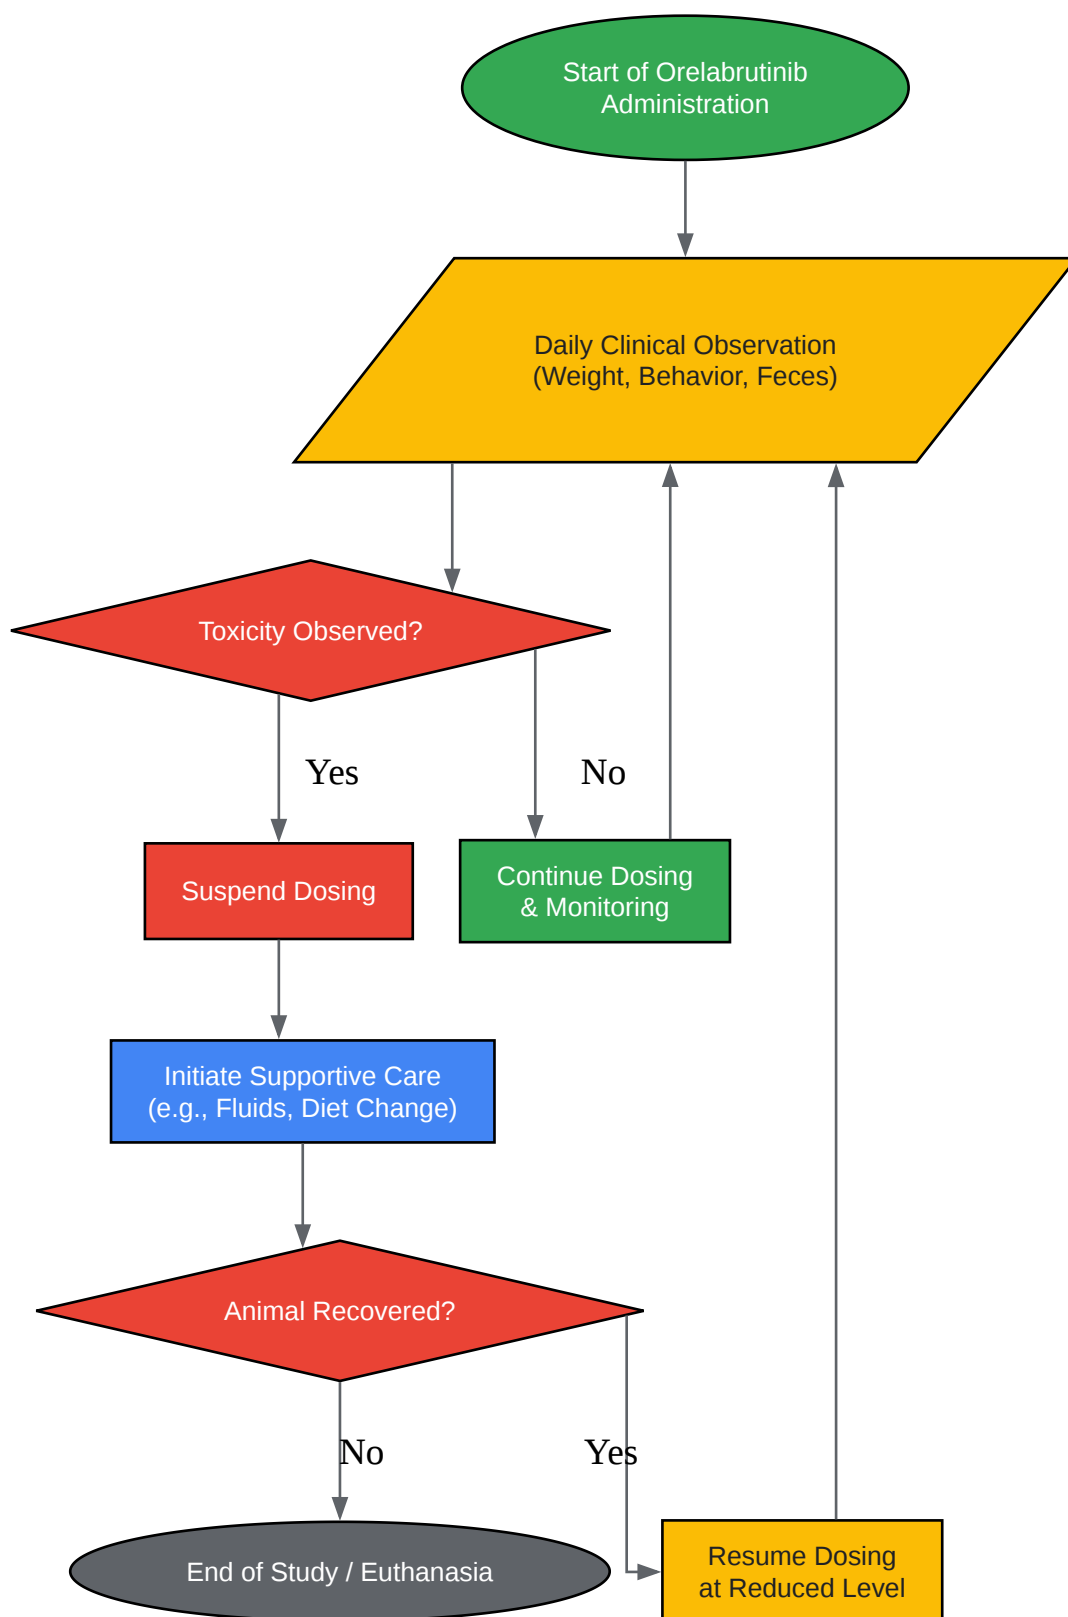 Start of Orelabrutinib
Administration
Daily Clinical Observation
(Weight, Behavior, Feces)
Toxicity Observed?
Yes
No
Suspend Dosing
Continue Dosing
& Monitoring
Initiate Supportive Care
(e.g., Fluids, Diet Change)
Animal Recovered?
No
Yes
End of Study / Euthanasia
Resume Dosing
at Reduced Level